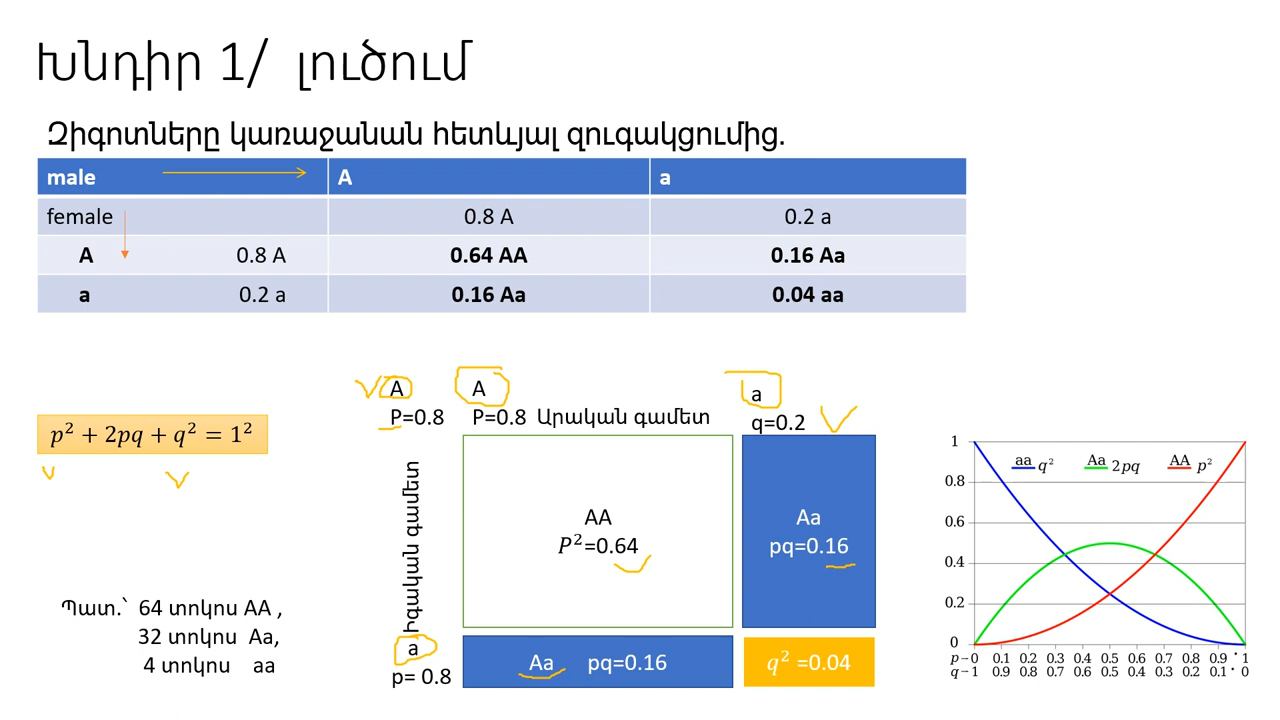 Խնդիր 1/ լուծում
Զիգոտները կառաջանան հետևյալ զուգակցումից.
male A a
female 0.8 A 0.2 a
A 0.8 A 0.64 AA 0.16 Aa
a 0.2 a 0.16 Aa 0.04 aa
p² + 2pq + q² = 1²
A
P=0.8
A
P=0.8 Արական գամետ
a
q=0.2
Իգական գամետ
AA
P²=0.64
Aa
pq=0.16
a
p= 0.8
Aa pq=0.16
q² =0.04
Պատ.՝ 64 տոկոս AA ,
32 տոկոս Aa,
4 տոկոս aa
aa q² Aa 2pq AA p²
1
0.8
0.6
0.4
0.2
0
p – 0 0.1 0.2 0.3 0.4 0.5 0.6 0.7 0.8 0.9 1
q – 1 0.9 0.8 0.7 0.6 0.5 0.4 0.3 0.2 0.1 0